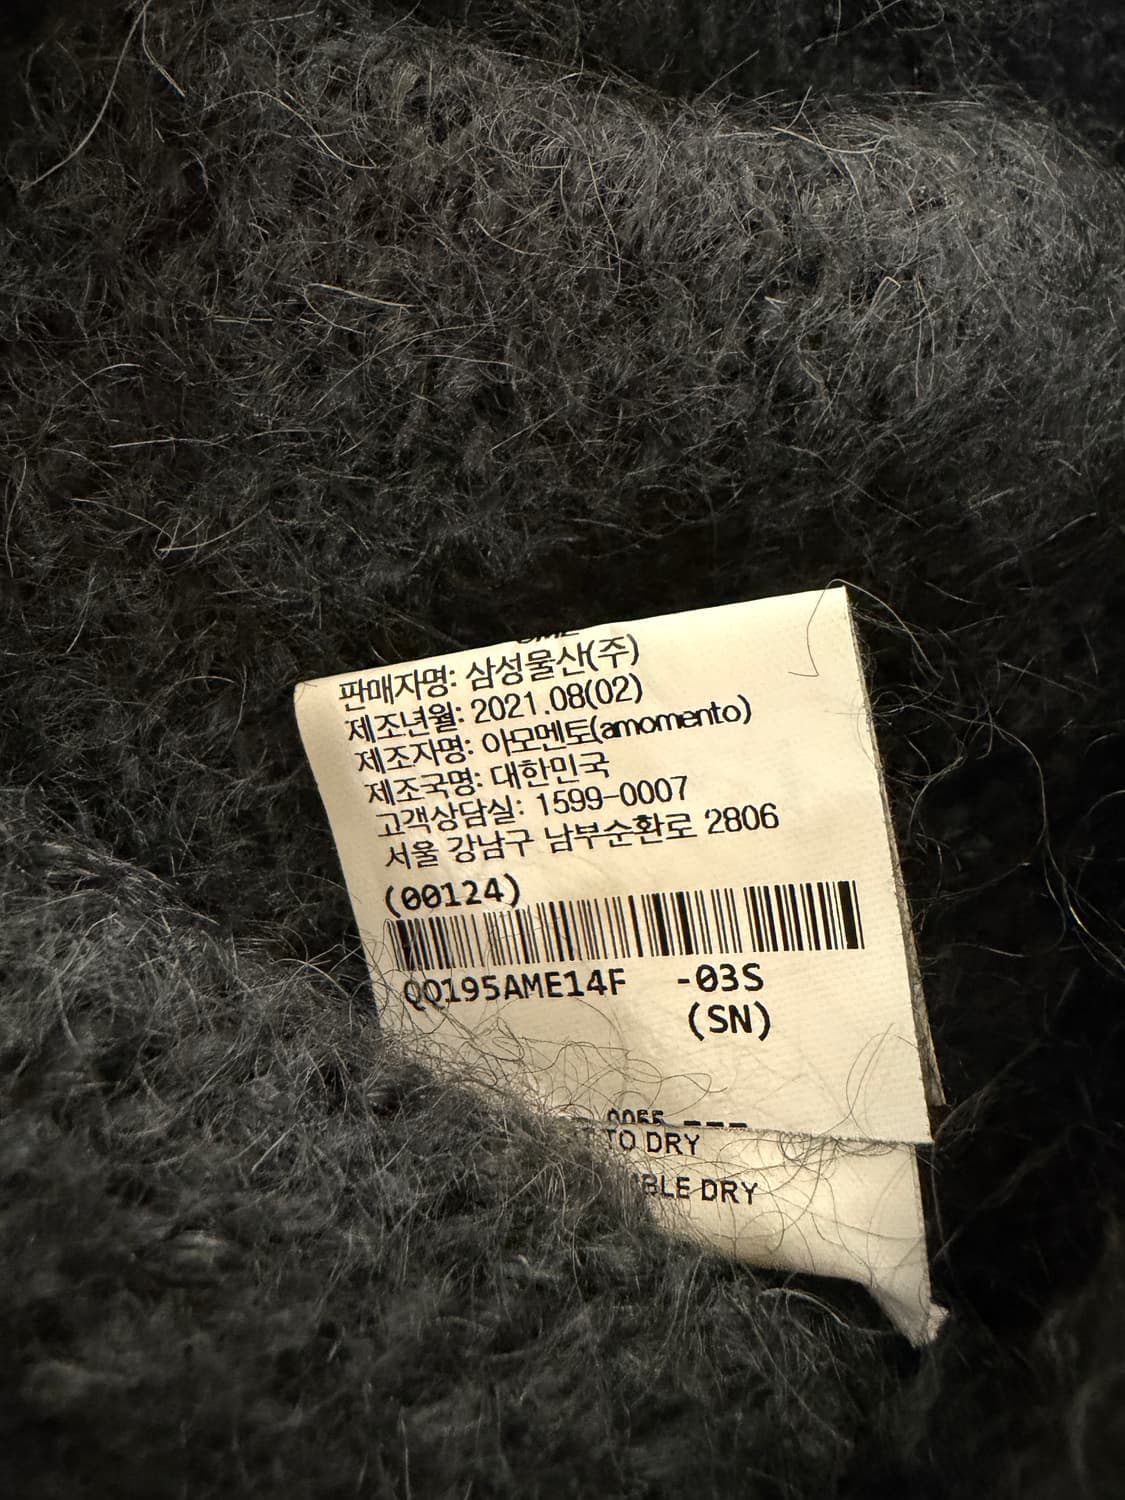 판매자명: 삼성물산(주)
제조년월: 2021.08(02)
제조자명: 아모멘토(amomento)
제조국명: 대한민국
고객상담실: 1599-0007
서울 강남구 남부순환로 2806
(00124)
QQ195AME14F -03S
(SN)
TO DRY
DRY